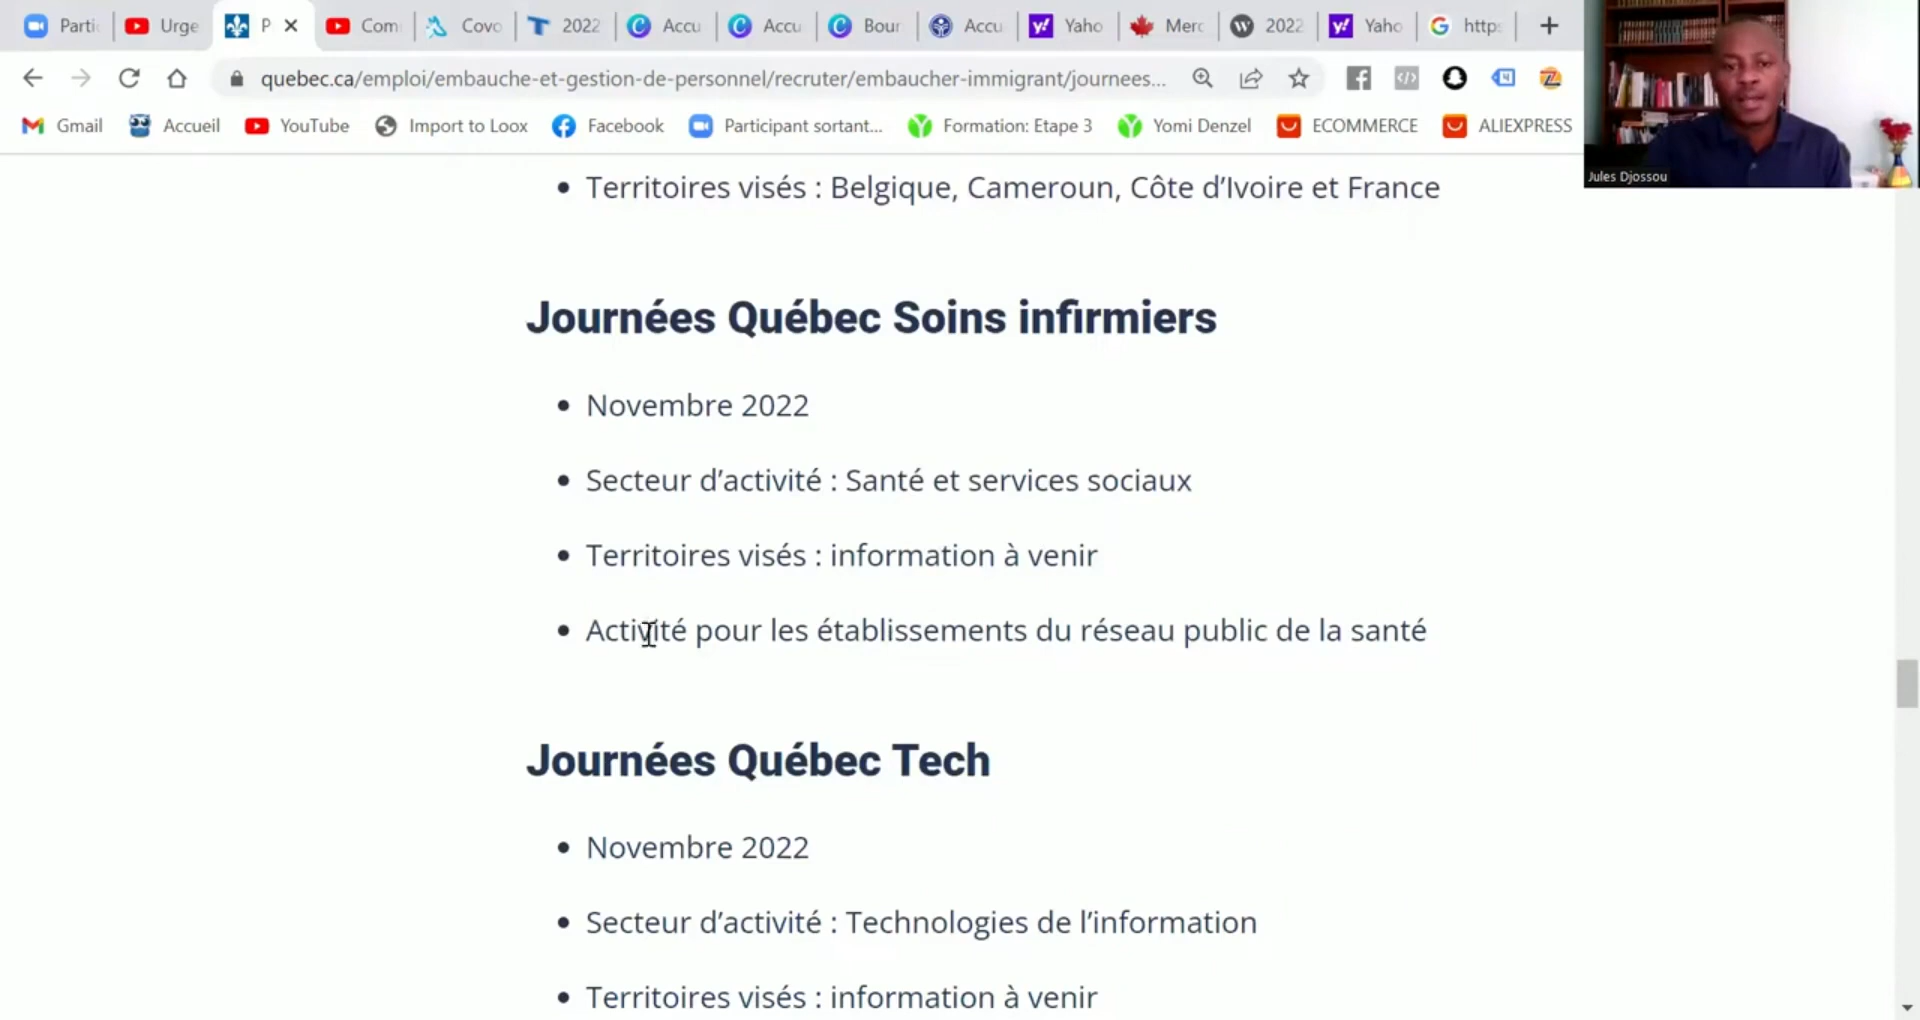 Parti
Urge
P
Com
Covo
2022
Accu
Accu
Bour
Accu
Yaho
Merc
2022
Yaho
http:
quebec.ca/emploi/embauche-et-gestion-de-personnel/recruter/embaucher-immigrant/journees...
Gmail
Accueil
YouTube
Import to Loox
Facebook
Participant sortant...
Formation: Etape 3
Yomi Denzel
ECOMMERCE
ALIEXPRESS
Jules Djossou
Territoires visés : Belgique, Cameroun, Côte d’Ivoire et France
Journées Québec Soins infirmiers
Novembre 2022
Secteur d’activité : Santé et services sociaux
Territoires visés : information à venir
Activité pour les établissements du réseau public de la santé
Journées Québec Tech
Novembre 2022
Secteur d’activité : Technologies de l’information
Territoires visés : information à venir